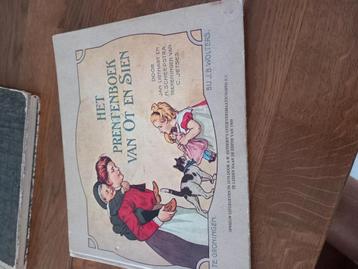 HET
PRENTENBOEK
VAN OT EN SIEN
DOOR
JAN LIGTHART EN
H. SCHEEPSTRA
TEEKENINGEN VAN
C. JETSES.
BIJ J.B. WOLTERS.
TE GRONINGEN